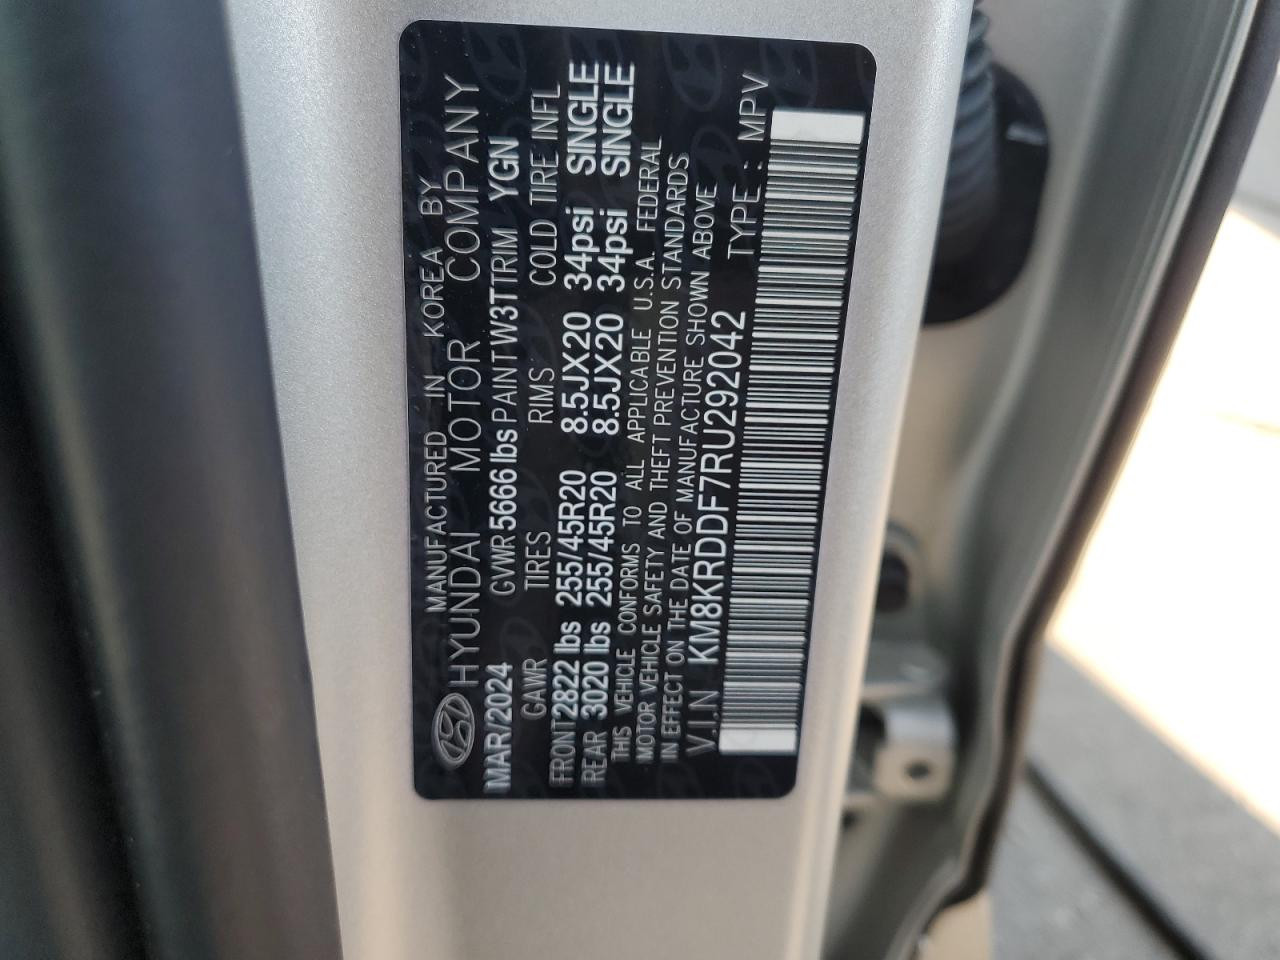 MANUFACTURED IN KOREA BY
HYUNDAI MOTOR COMPANY
MAR/2024 GVWR 5666 lbs PAINT W3T TRIM YGN
GAWR TIRES RIMS COLD TIRE INFL
FRONT 2822 lbs 255/45R20 8.5JX20 34psi SINGLE
REAR 3020 lbs 255/45R20 8.5JX20 34psi SINGLE
THIS VEHICLE CONFORMS TO ALL APPLICABLE U.S.A. FEDERAL
MOTOR VEHICLE SAFETY AND THEFT PREVENTION STANDARDS
IN EFFECT ON THE DATE OF MANUFACTURE SHOWN ABOVE
V.I.N KM8KRDDF7RU292042 TYPE : MPV